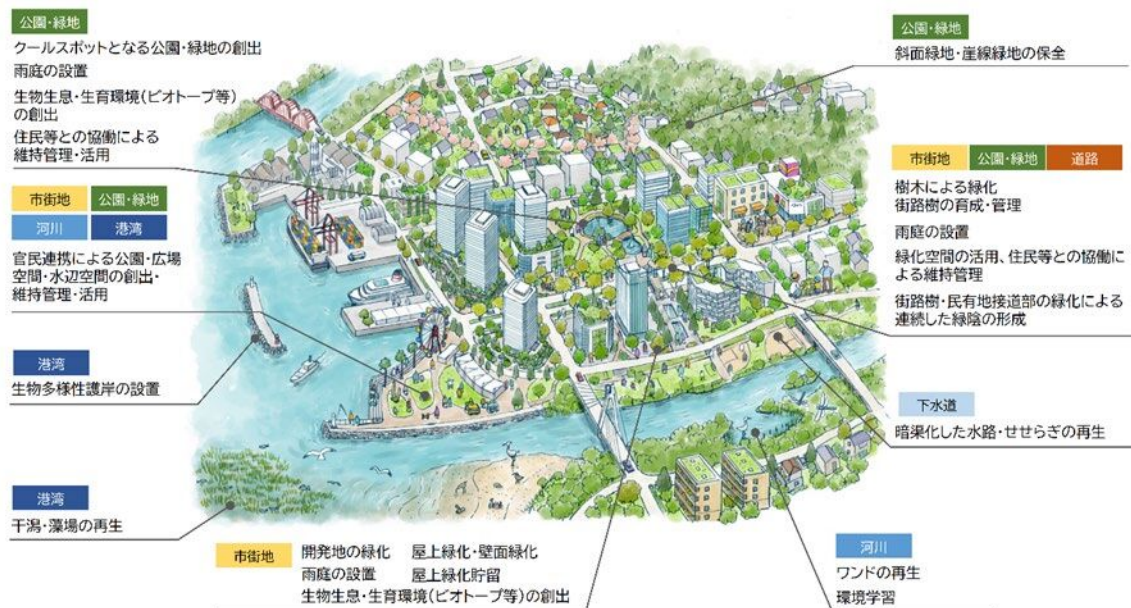 公園・緑地
クールスポットとなる公園・緑地の創出
雨庭の設置
生物生息・生育環境(ビオトープ等)
の創出
住民等との協働による
維持管理・活用
市街地 公園・緑地
河川 港湾
官民連携による公園・広場
空間・水辺空間の創出・
維持管理・活用
港湾
生物多様性護岸の設置
港湾
干潟・藻場の再生
市街地
開発地の緑化 屋上緑化・壁面緑化
雨庭の設置 屋上緑化貯留
生物生息・生育環境(ビオトープ等)の創出
公園・緑地
斜面緑地・崖線緑地の保全
市街地 公園・緑地 道路
樹木による緑化
街路樹の育成・管理
雨庭の設置
緑化空間の活用、住民等との協働
による維持管理
街路樹・民有地接道部の緑化による
連続した緑陰の形成
下水道
暗渠化した水路・せせらぎの再生
河川
ワンドの再生
環境学習